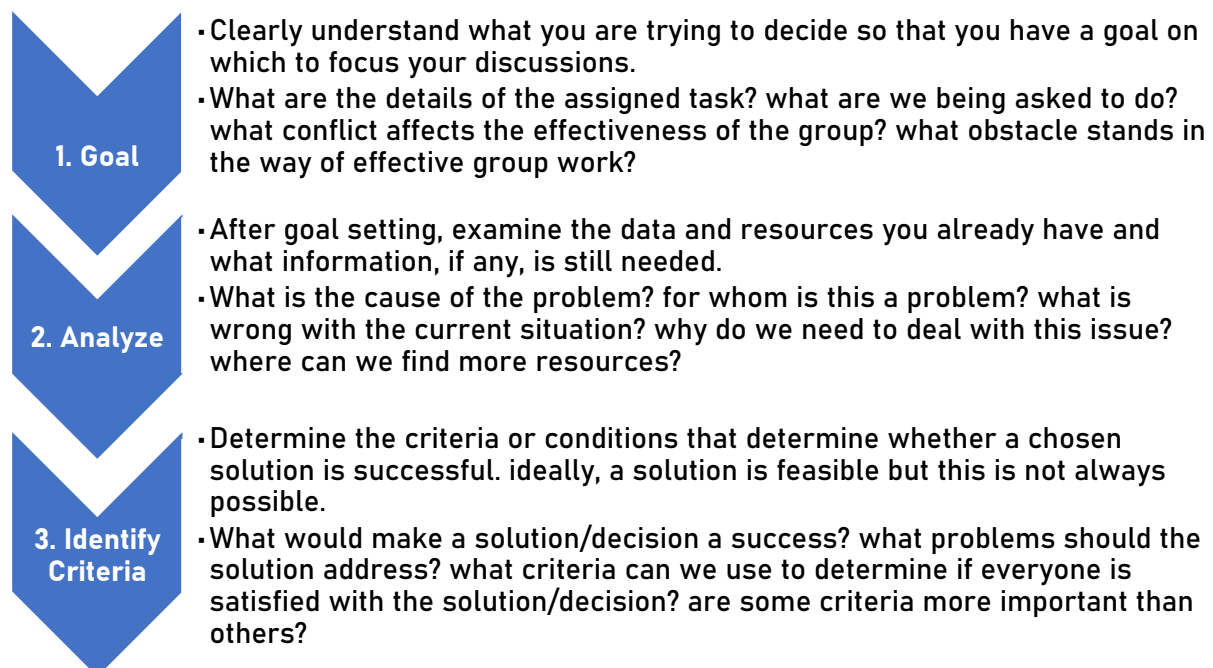 ▪ Clearly understand what you are trying to decide so that you have a goal on
which to focus your discussions.
▪ What are the details of the assigned task? what are we being asked to do?
what conflict affects the effectiveness of the group? what obstacle stands in
the way of effective group work?
1. Goal
▪ After goal setting, examine the data and resources you already have and
what information, if any, is still needed.
▪ What is the cause of the problem? for whom is this a problem? what is
wrong with the current situation? why do we need to deal with this issue?
where can we find more resources?
2. Analyze
▪ Determine the criteria or conditions that determine whether a chosen
solution is successful. ideally, a solution is feasible but this is not always
possible.
▪ What would make a solution/decision a success? what problems should the
solution address? what criteria can we use to determine if everyone is
satisfied with the solution/decision? are some criteria more important than
others?
3. Identify
Criteria